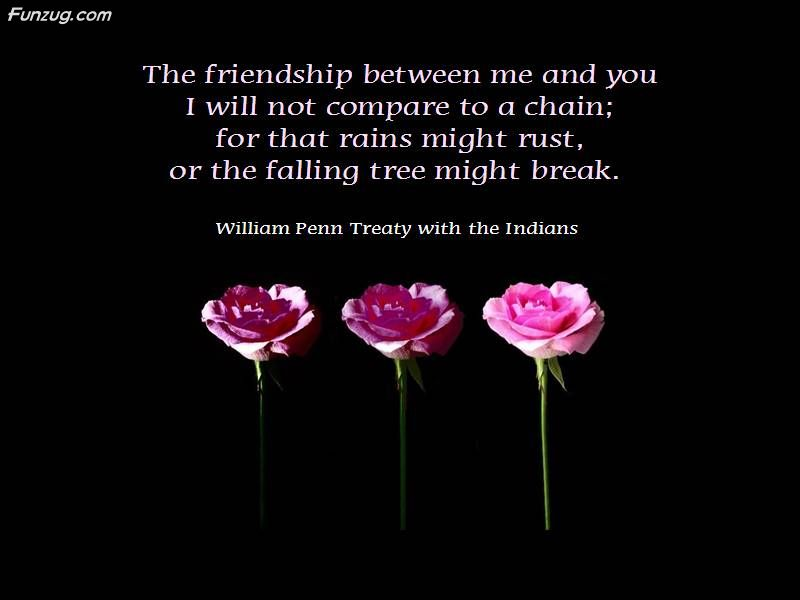 Funzug.com
The friendship between me and you
I will not compare to a chain;
for that rains might rust,
or the falling tree might break.
William Penn Treaty with the Indians